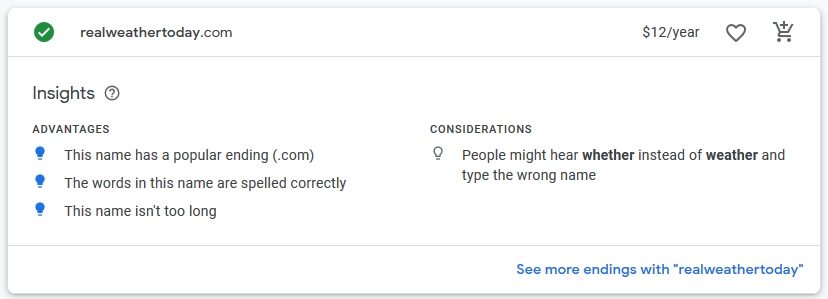 realweathertoday.com $12/year
Insights
ADVANTAGES
This name has a popular ending (.com)
The words in this name are spelled correctly
This name isn't too long
CONSIDERATIONS
People might hear whether instead of weather and
type the wrong name
See more endings with "realweathertoday"